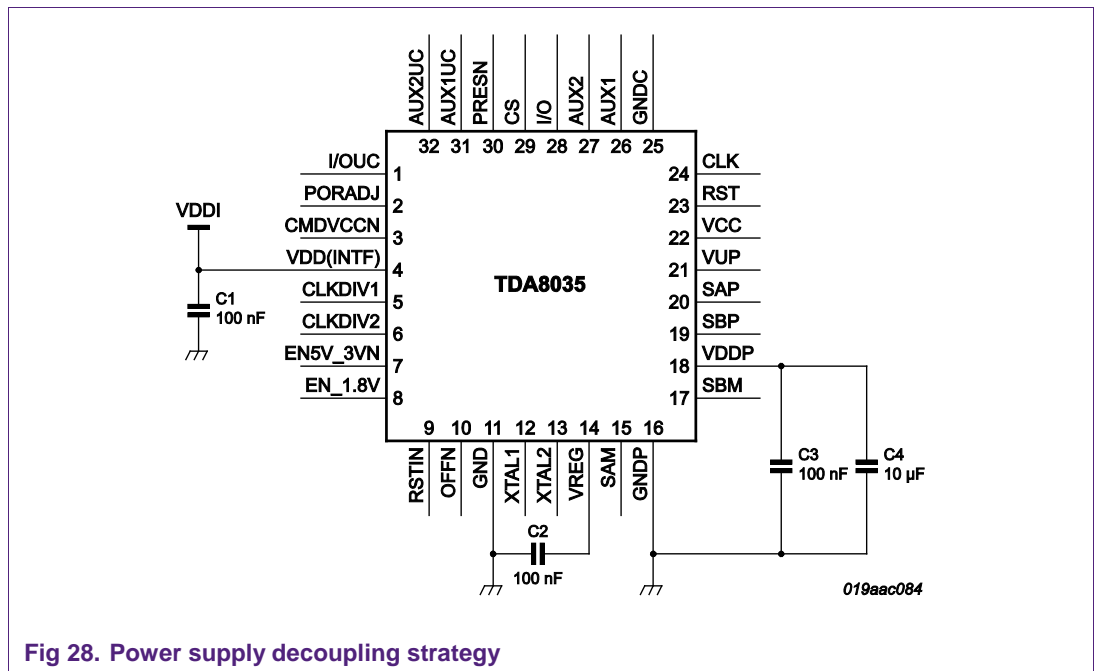 AUX2UC
AUX1UC
PRESN
CS
I/O
AUX2
AUX1
GNDC
32 31 30 29 28 27 26 25
I/OUC 1
PORADJ 2
CMDVCCN 3
VDD(INTF) 4
CLKDIV1 5
CLKDIV2 6
EN5V_3VN 7
EN_1.8V 8
VDDI
C1
100 nF
TDA8035
24 CLK
23 RST
22 VCC
21 VUP
20 SAP
19 SBP
18 VDDP
17 SBM
9 10 11 12 13 14 15 16
RSTIN
OFFN
GND
XTAL1
XTAL2
VREG
SAM
GNDP
C2
100 nF
C3
100 nF
C4
10 µF
019aac084
Fig 28. Power supply decoupling strategy